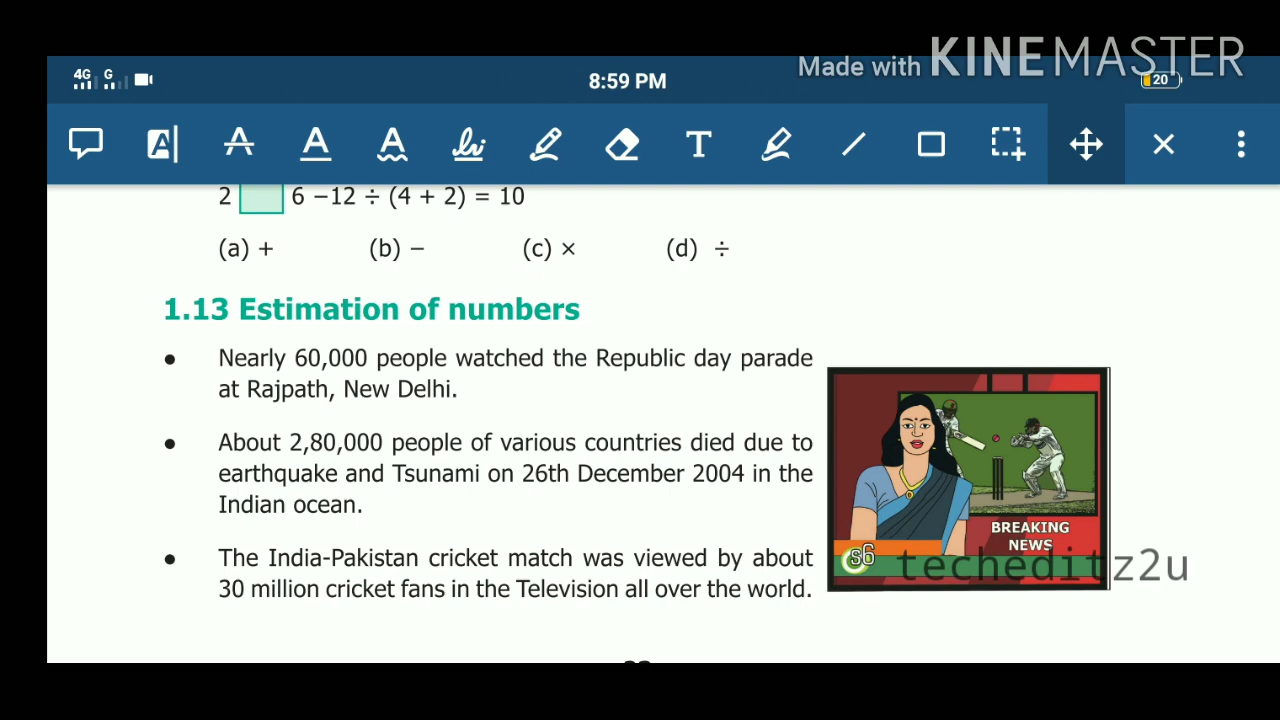 Made with KINEMASTER
4G G 8:59 PM 20
2 6 −12 ÷ (4 + 2) = 10
(a) + (b) − (c) × (d) ÷
1.13 Estimation of numbers
● Nearly 60,000 people watched the Republic day parade
at Rajpath, New Delhi.
● About 2,80,000 people of various countries died due to
earthquake and Tsunami on 26th December 2004 in the
Indian ocean.
● The India-Pakistan cricket match was viewed by about
30 million cricket fans in the Television all over the world.
BREAKING
NEWS
S6
techeditz2u